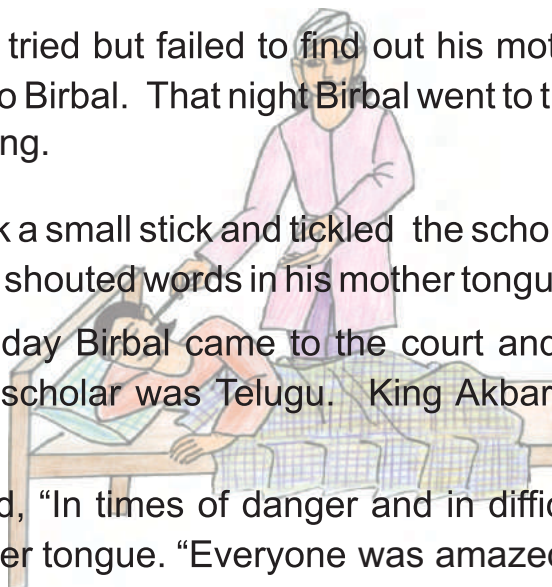 tried but failed to find out his mot
o Birbal. That night Birbal went to t
ng.
k a small stick and tickled the scho
shouted words in his mother tongu
day Birbal came to the court and
scholar was Telugu. King Akbar
d, “In times of danger and in diffic
er tongue. “Everyone was amazed